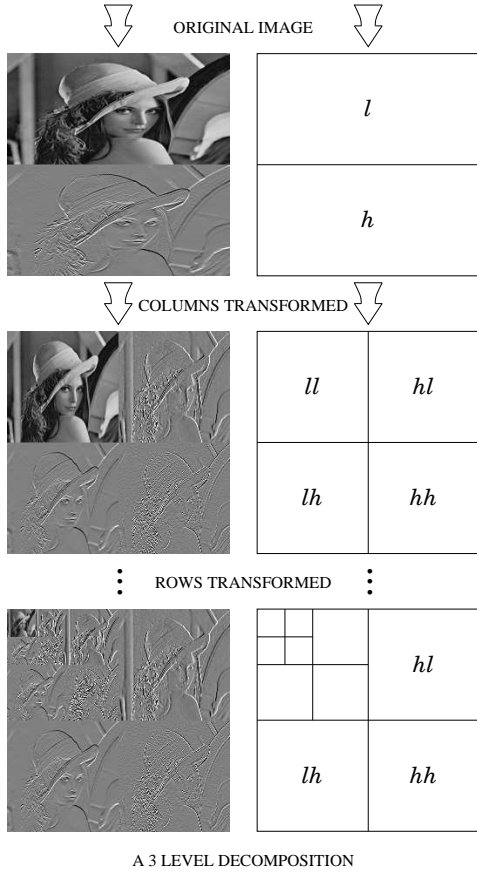 ORIGINAL IMAGE
l
h
COLUMNS TRANSFORMED
ll hl
lh hh
ROWS TRANSFORMED
hl
lh hh
A 3 LEVEL DECOMPOSITION